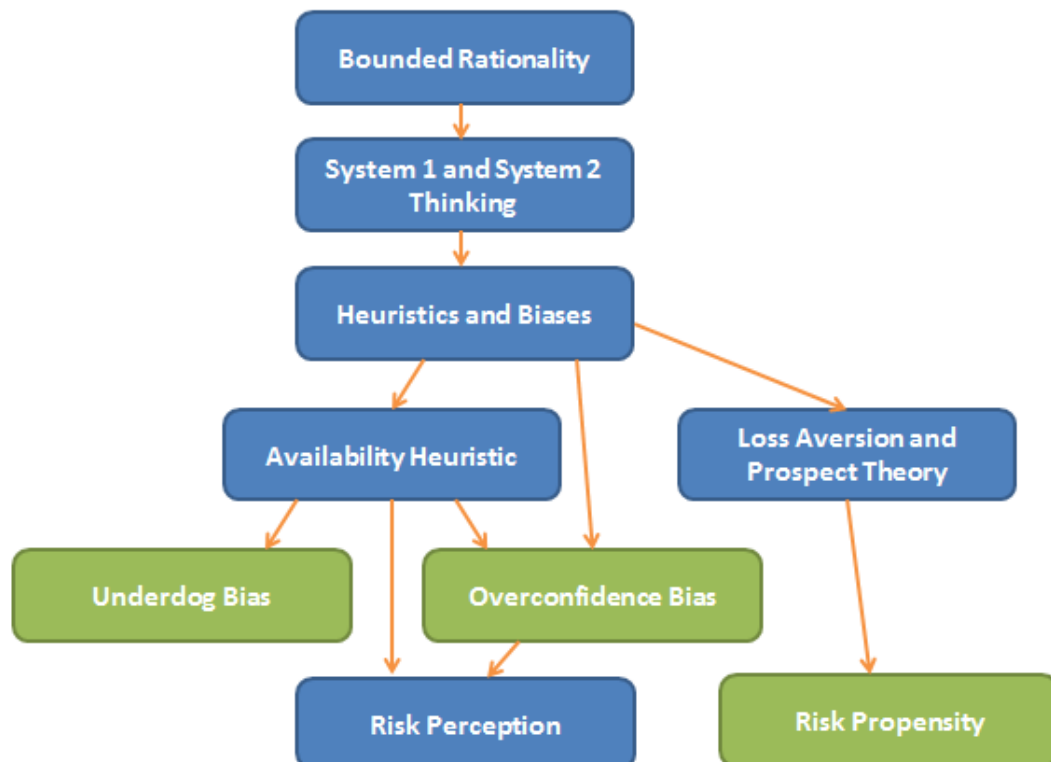 Bounded Rationality
System 1 and System 2
Thinking
Heuristics and Biases
Availability Heuristic
Loss Aversion and
Prospect Theory
Underdog Bias
Overconfidence Bias
Risk Perception
Risk Propensity